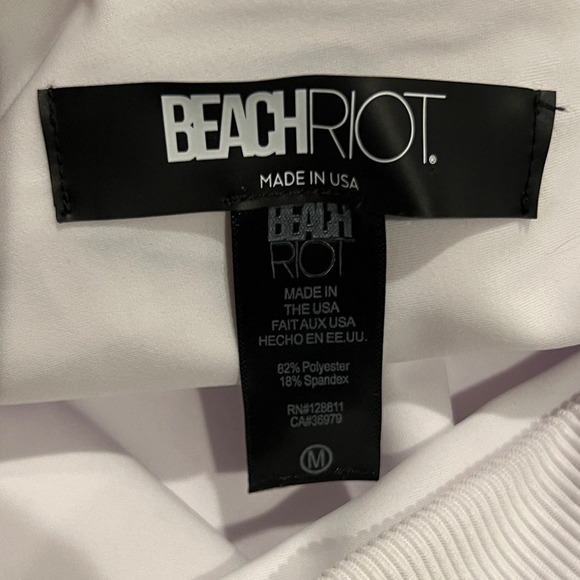 BEACHRIOT.
MADE IN USA
BEACH
RIOT
MADE IN
THE USA
FAIT AUX USA
HECHO EN EE.UU.
82% Polyester
18% Spandex
RN#128811
CA#36979
M